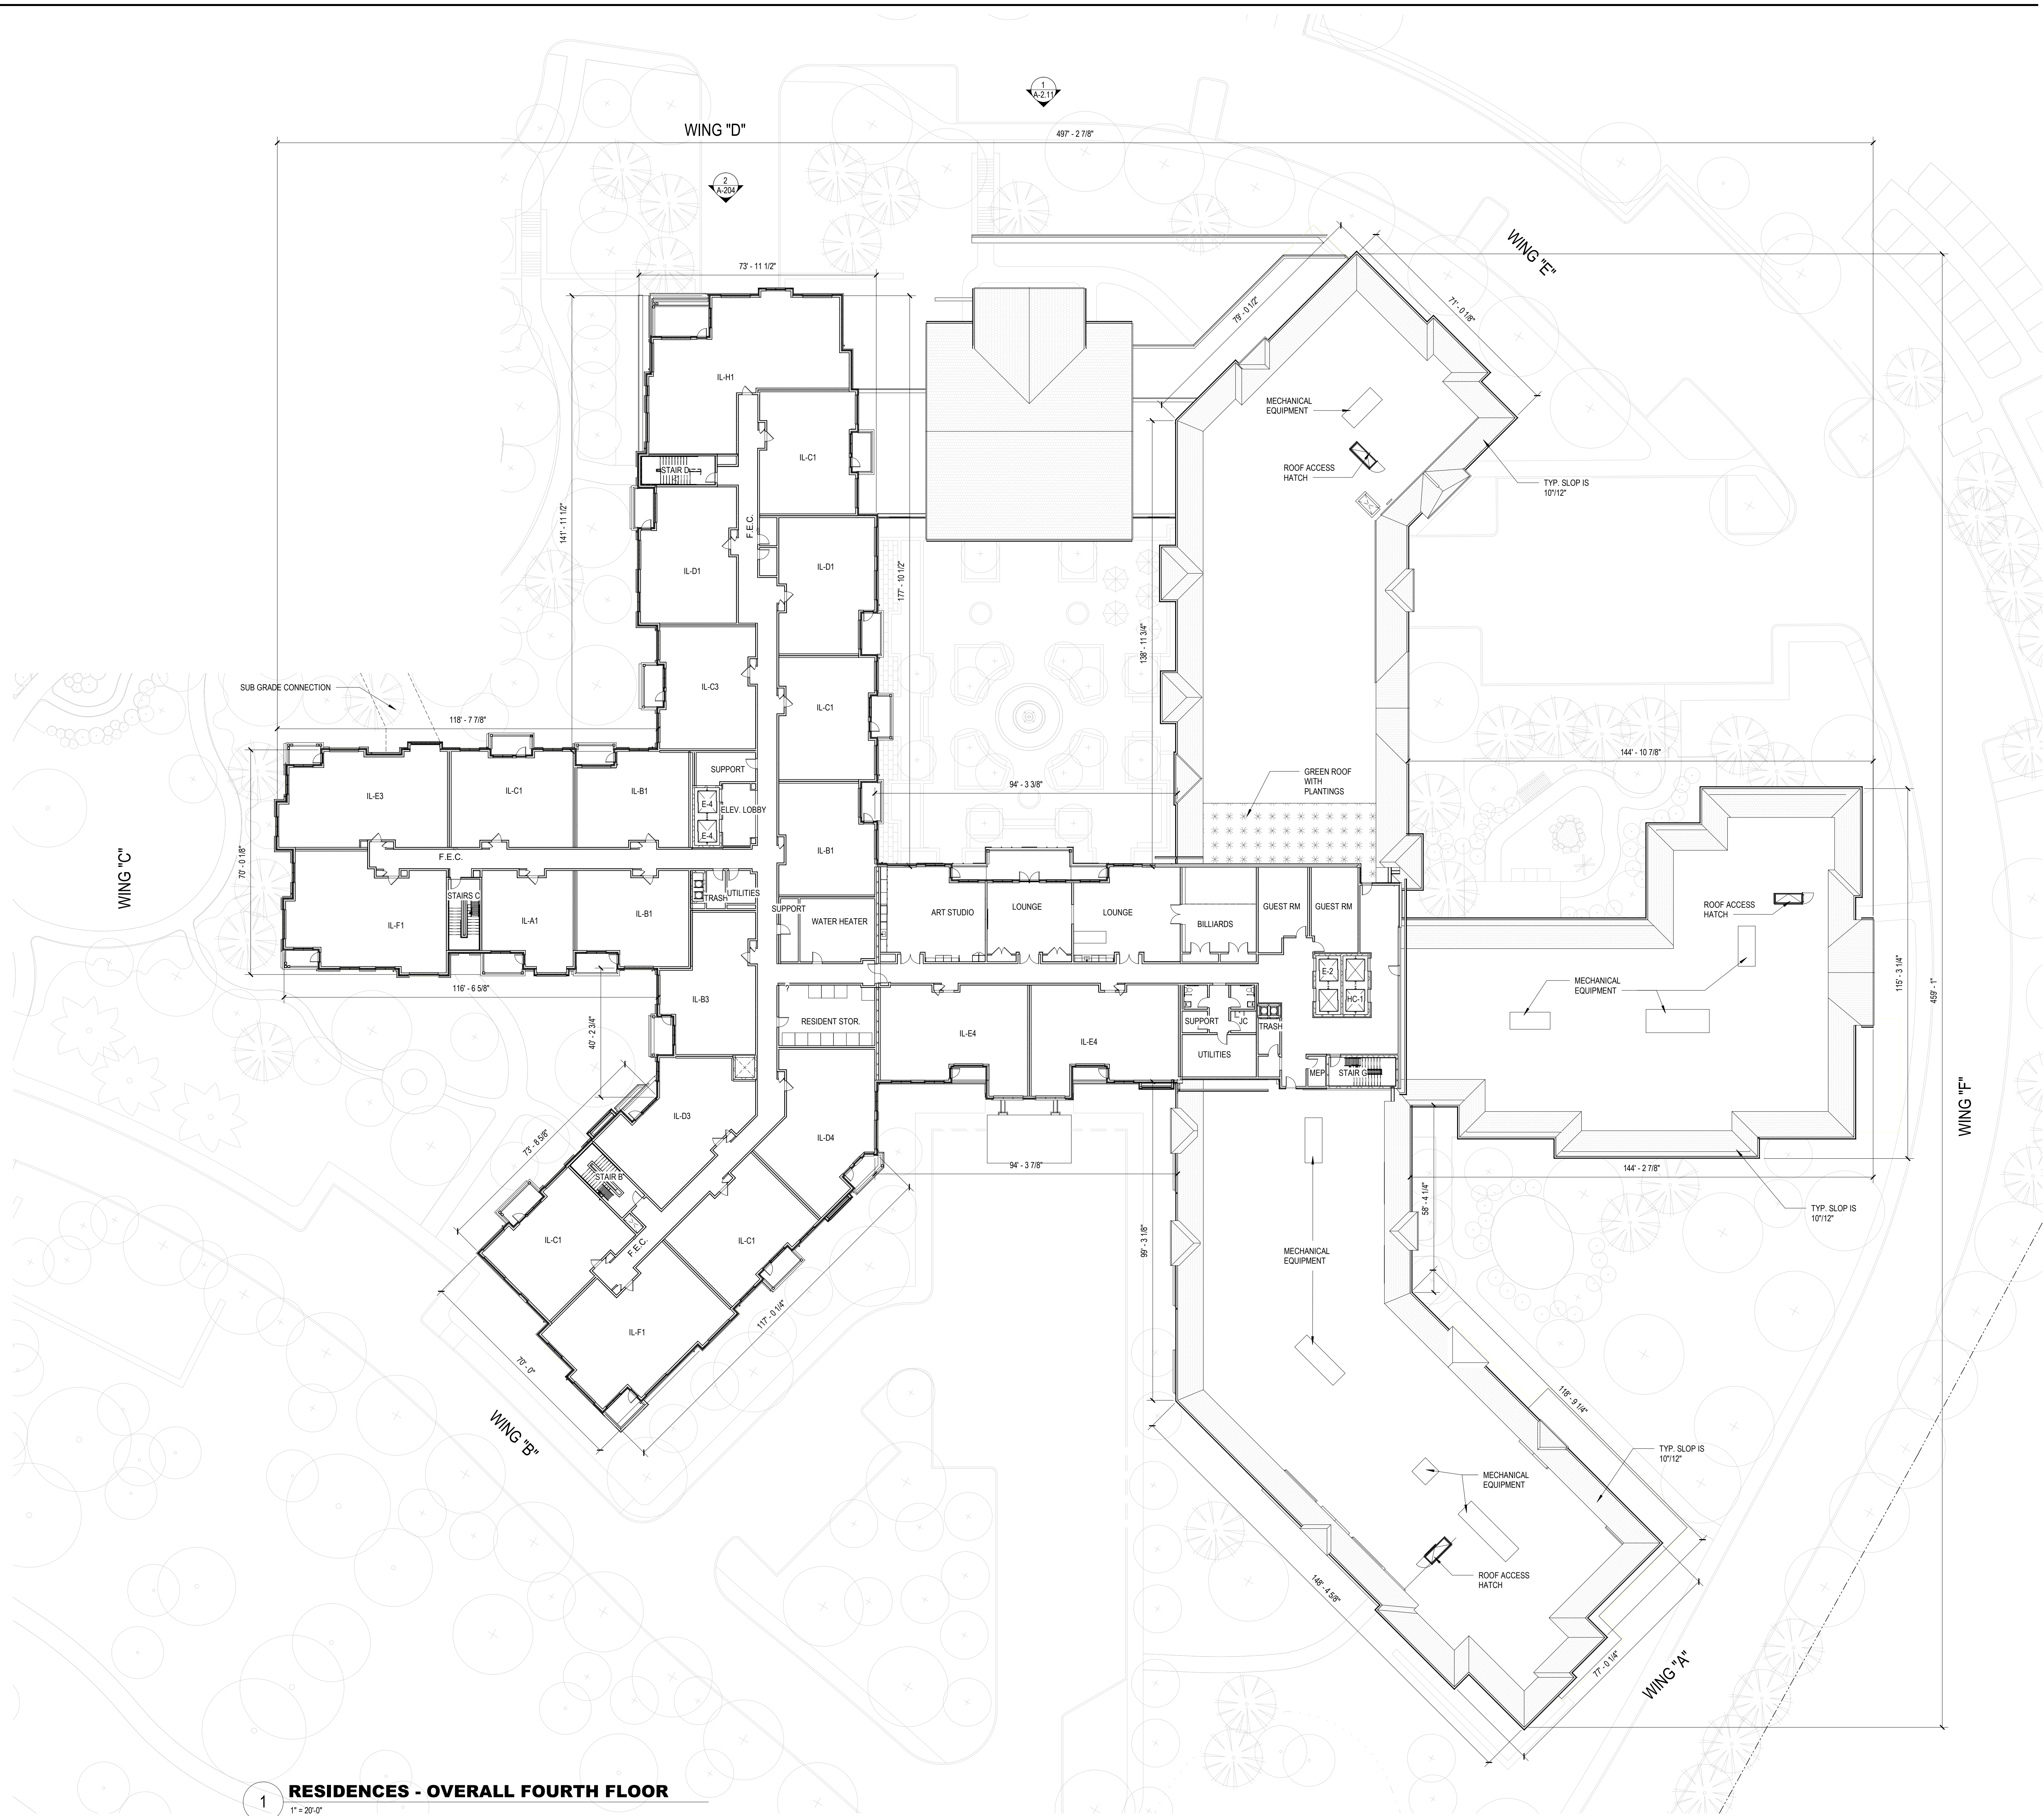 1
A-2.11
WING "D"
497' - 2 7/8"
2
A-204
WING "E"
73' - 11 1/2"
79' - 0 1/2"
71' - 0 1/8"
IL-H1
MECHANICAL
EQUIPMENT
IL-C1
STAIR D
ROOF ACCESS
HATCH
TYP. SLOP IS
10"/12"
141' - 11 1/2"
F.E.C.
IL-D1
IL-D1
177' - 10 1/2"
138' - 11 3/4"
SUB GRADE CONNECTION
IL-C3
IL-C1
118' - 7 7/8"
144' - 10 7/8"
SUPPORT
GREEN ROOF
WITH
PLANTINGS
94' - 3 3/8"
IL-E3
IL-C1
IL-B1
E-4
ELEV. LOBBY
E-4
IL-B1
F.E.C.
70' - 0 1/8"
WING "C"
STAIRS C
TRASH
UTILITIES
SUPPORT
WATER HEATER
IL-F1
IL-A1
IL-B1
ART STUDIO
LOUNGE
LOUNGE
BILLIARDS
GUEST RM
GUEST RM
ROOF ACCESS
HATCH
E-2
HC-1
MECHANICAL
EQUIPMENT
115' - 3 1/4"
459' - 1"
116' - 6 5/8"
IL-B3
?
RESIDENT STOR.
40' - 2 3/4"
IL-E4
IL-E4
SUPPORT
JC
TRASH
UTILITIES
MEP
STAIR G
WING "F"
IL-D3
IL-D4
73' - 8 5/8"
94' - 3 7/8"
144' - 2 7/8"
STAIR B
58' - 4 1/4"
TYP. SLOP IS
10"/12"
IL-C1
F.E.C.
IL-C1
99' - 3 1/8"
MECHANICAL
EQUIPMENT
IL-F1
117' - 0 1/4"
70' - 0"
118' - 9 1/4"
WING "B"
TYP. SLOP IS
10"/12"
MECHANICAL
EQUIPMENT
ROOF ACCESS
HATCH
148' - 4 5/8"
77' - 0 1/4"
WING "A"
1
RESIDENCES - OVERALL FOURTH FLOOR
1" = 20'-0"